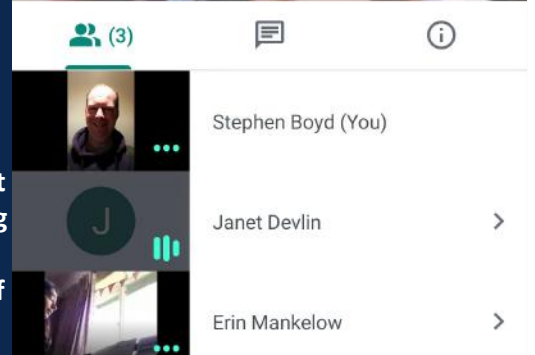 (3)
Stephen Boyd (You)
t
J
Janet Devlin
g
f
Erin Mankelow